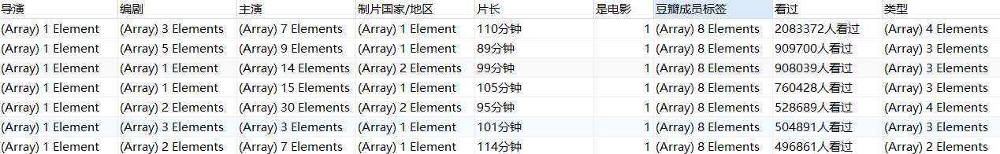 导演 编剧 主演 制片国家/地区 片长 是电影 豆瓣成员标签 看过 类型
(Array) 1 Element (Array) 3 Elements (Array) 7 Elements (Array) 1 Element 110分钟 1 (Array) 8 Elements 2083372人看过 (Array) 4 Elements
(Array) 1 Element (Array) 5 Elements (Array) 9 Elements (Array) 1 Element 89分钟 1 (Array) 8 Elements 909700人看过 (Array) 3 Elements
(Array) 1 Element (Array) 1 Element (Array) 14 Elements (Array) 2 Elements 99分钟 1 (Array) 8 Elements 908039人看过 (Array) 3 Elements
(Array) 1 Element (Array) 1 Element (Array) 15 Elements (Array) 1 Element 105分钟 1 (Array) 8 Elements 760428人看过 (Array) 3 Elements
(Array) 1 Element (Array) 2 Elements (Array) 30 Elements (Array) 2 Elements 95分钟 1 (Array) 8 Elements 528689人看过 (Array) 4 Elements
(Array) 1 Element (Array) 3 Elements (Array) 3 Elements (Array) 1 Element 101分钟 1 (Array) 8 Elements 504891人看过 (Array) 3 Elements
(Array) 1 Element (Array) 2 Elements (Array) 7 Elements (Array) 1 Element 114分钟 1 (Array) 8 Elements 496861人看过 (Array) 2 Elements